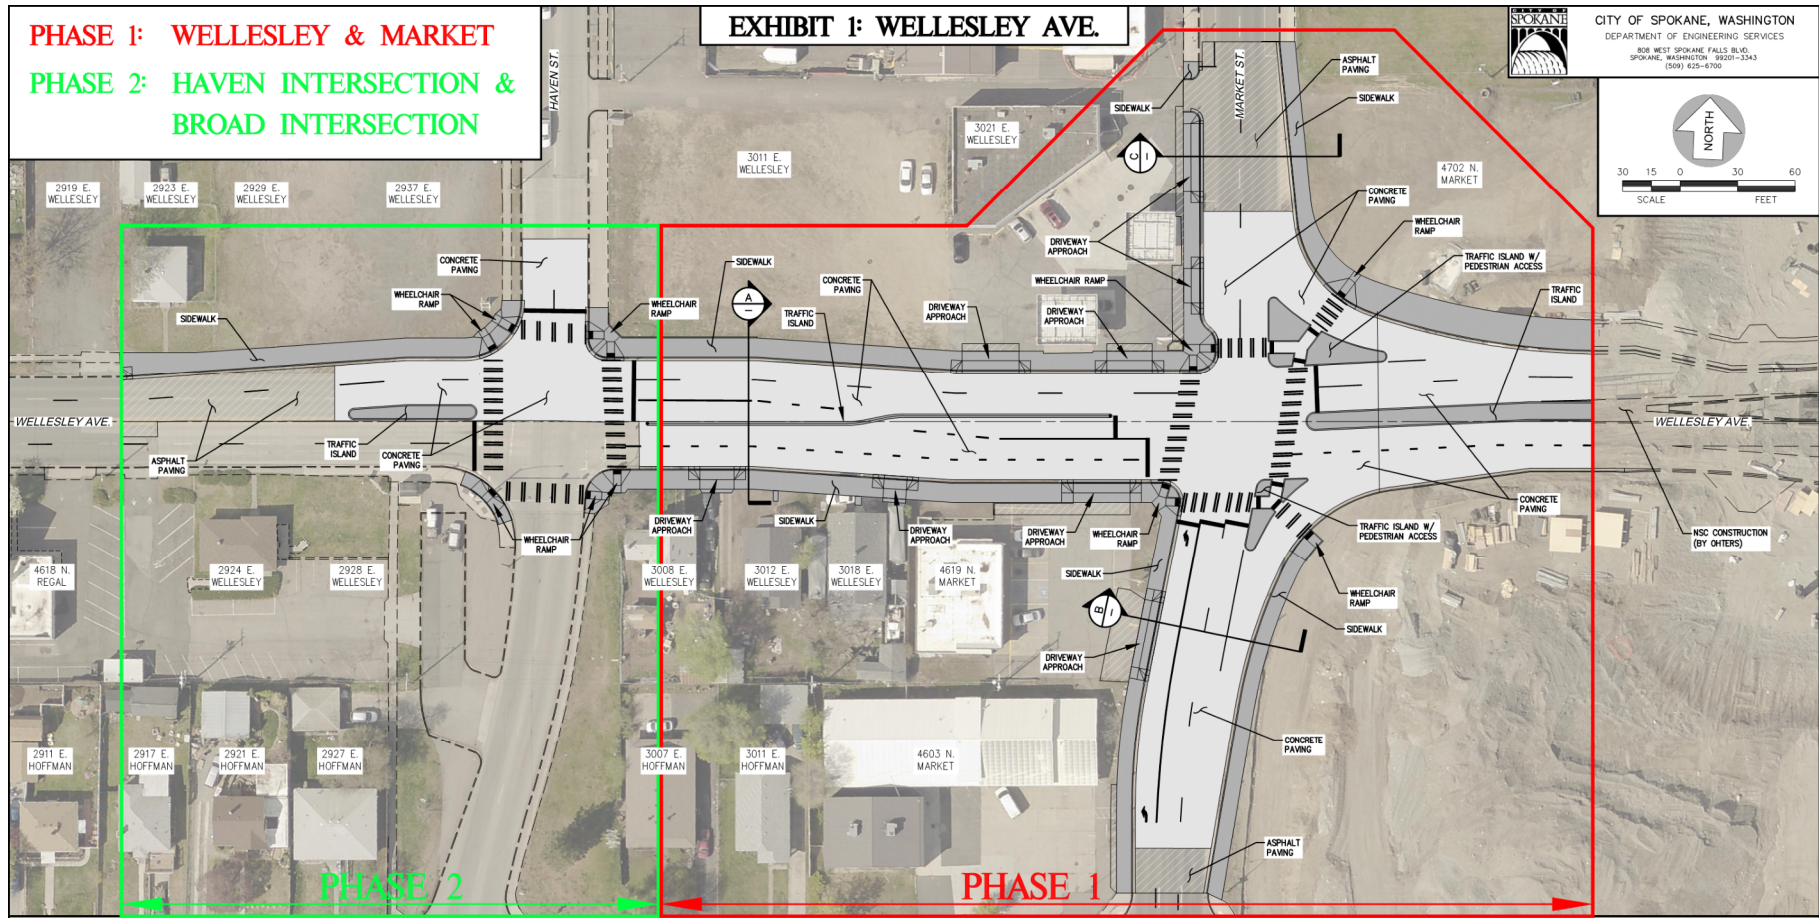 PHASE 1: WELLESLEY & MARKET
PHASE 2: HAVEN INTERSECTION &
BROAD INTERSECTION
EXHIBIT 1: WELLESLEY AVE.
CITY OF
SPOKANE
CITY OF SPOKANE, WASHINGTON
DEPARTMENT OF ENGINEERING SERVICES
808 WEST SPOKANE FALLS BLVD.
SPOKANE, WASHINGTON 99201-3343
(509) 625-6700
NORTH
30 15 0 30 60
SCALE FEET
HAVEN ST.
MARKET ST.
ASPHALT
PAVING
SIDEWALK
SIDEWALK
3021 E.
WELLESLEY
3011 E.
WELLESLEY
C
4702 N.
MARKET
2919 E.
WELLESLEY
2923 E.
WELLESLEY
2929 E.
WELLESLEY
2937 E.
WELLESLEY
CONCRETE
PAVING
WHEELCHAIR
RAMP
DRIVEWAY
APPROACH
TRAFFIC ISLAND W/
PEDESTRIAN ACCESS
CONCRETE
PAVING
SIDEWALK
CONCRETE
PAVING
WHEELCHAIR RAMP
TRAFFIC
ISLAND
WHEELCHAIR
RAMP
A
WHEELCHAIR
RAMP
DRIVEWAY
APPROACH
DRIVEWAY
APPROACH
TRAFFIC
ISLAND
SIDEWALK
WELLESLEY AVE.
WELLESLEY AVE.
TRAFFIC
ISLAND
CONCRETE
PAVING
ASPHALT
PAVING
CONCRETE
PAVING
DRIVEWAY
APPROACH
SIDEWALK
DRIVEWAY
APPROACH
DRIVEWAY
APPROACH
WHEELCHAIR
RAMP
TRAFFIC ISLAND W/
PEDESTRIAN ACCESS
NSC CONSTRUCTION
(BY OHTERS)
WHEELCHAIR
RAMP
4618 N.
REGAL
2924 E.
WELLESLEY
2928 E.
WELLESLEY
3008 E.
WELLESLEY
3012 E.
WELLESLEY
3018 E.
WELLESLEY
4619 N.
MARKET
SIDEWALK
WHEELCHAIR
RAMP
B
SIDEWALK
DRIVEWAY
APPROACH
2911 E.
HOFFMAN
2917 E.
HOFFMAN
2921 E.
HOFFMAN
2927 E.
HOFFMAN
3007 E.
HOFFMAN
3011 E.
HOFFMAN
4603 N.
MARKET
CONCRETE
PAVING
ASPHALT
PAVING
PHASE 2
PHASE 1